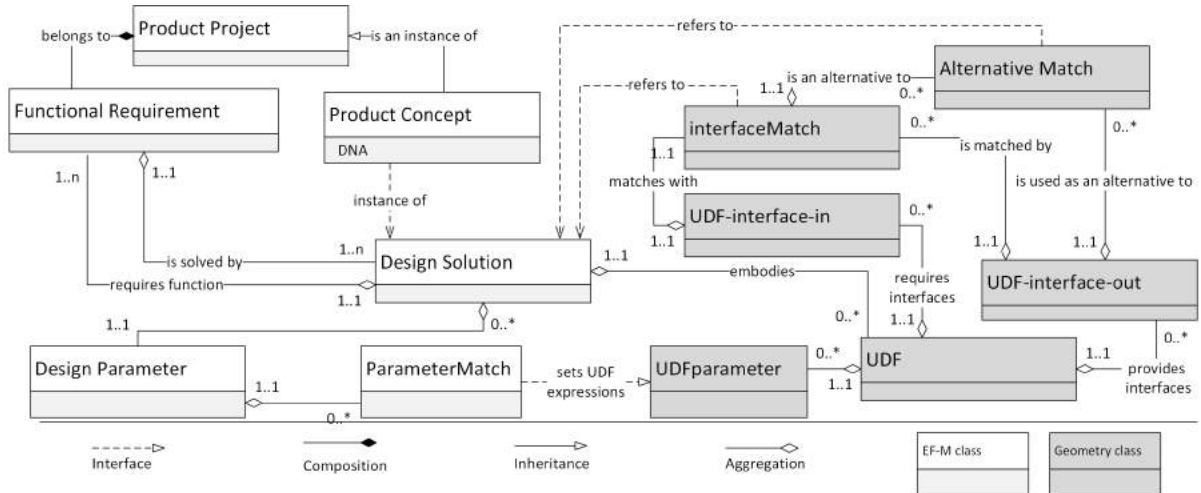 refers to
belongs to
Product Project
is an instance of
Alternative Match
is an alternative to
1..1
0..*
refers to
Functional Requirement
Product Concept
DNA
interfaceMatch
0..*
0..*
1..1
is matched by
1..n
1..1
instance of
matches with
is used as an alternative to
UDF-interface-in
0..*
1..1
1..n
is solved by
Design Solution
1..1
embodies
requires
interfaces
1..1
1..1
UDF-interface-out
requires function
1..1
1..1
0..*
0..*
1..1
0..*
Design Parameter
ParameterMatch
sets UDF
expressions
UDFparameter
0..*
1..1
UDF
1..1
provides
interfaces
1..1
0..*
Interface
Composition
Inheritance
Aggregation
EF-M class
Geometry class